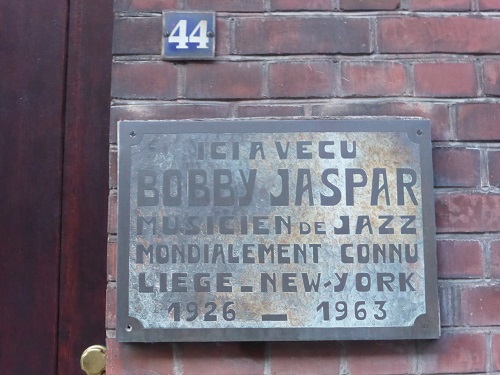 44
ICI A VECU
BOBBY JASPAR
MUSICIEN DE JAZZ
MONDIALEMENT CONNU
LIEGE - NEW-YORK
1926 - 1963